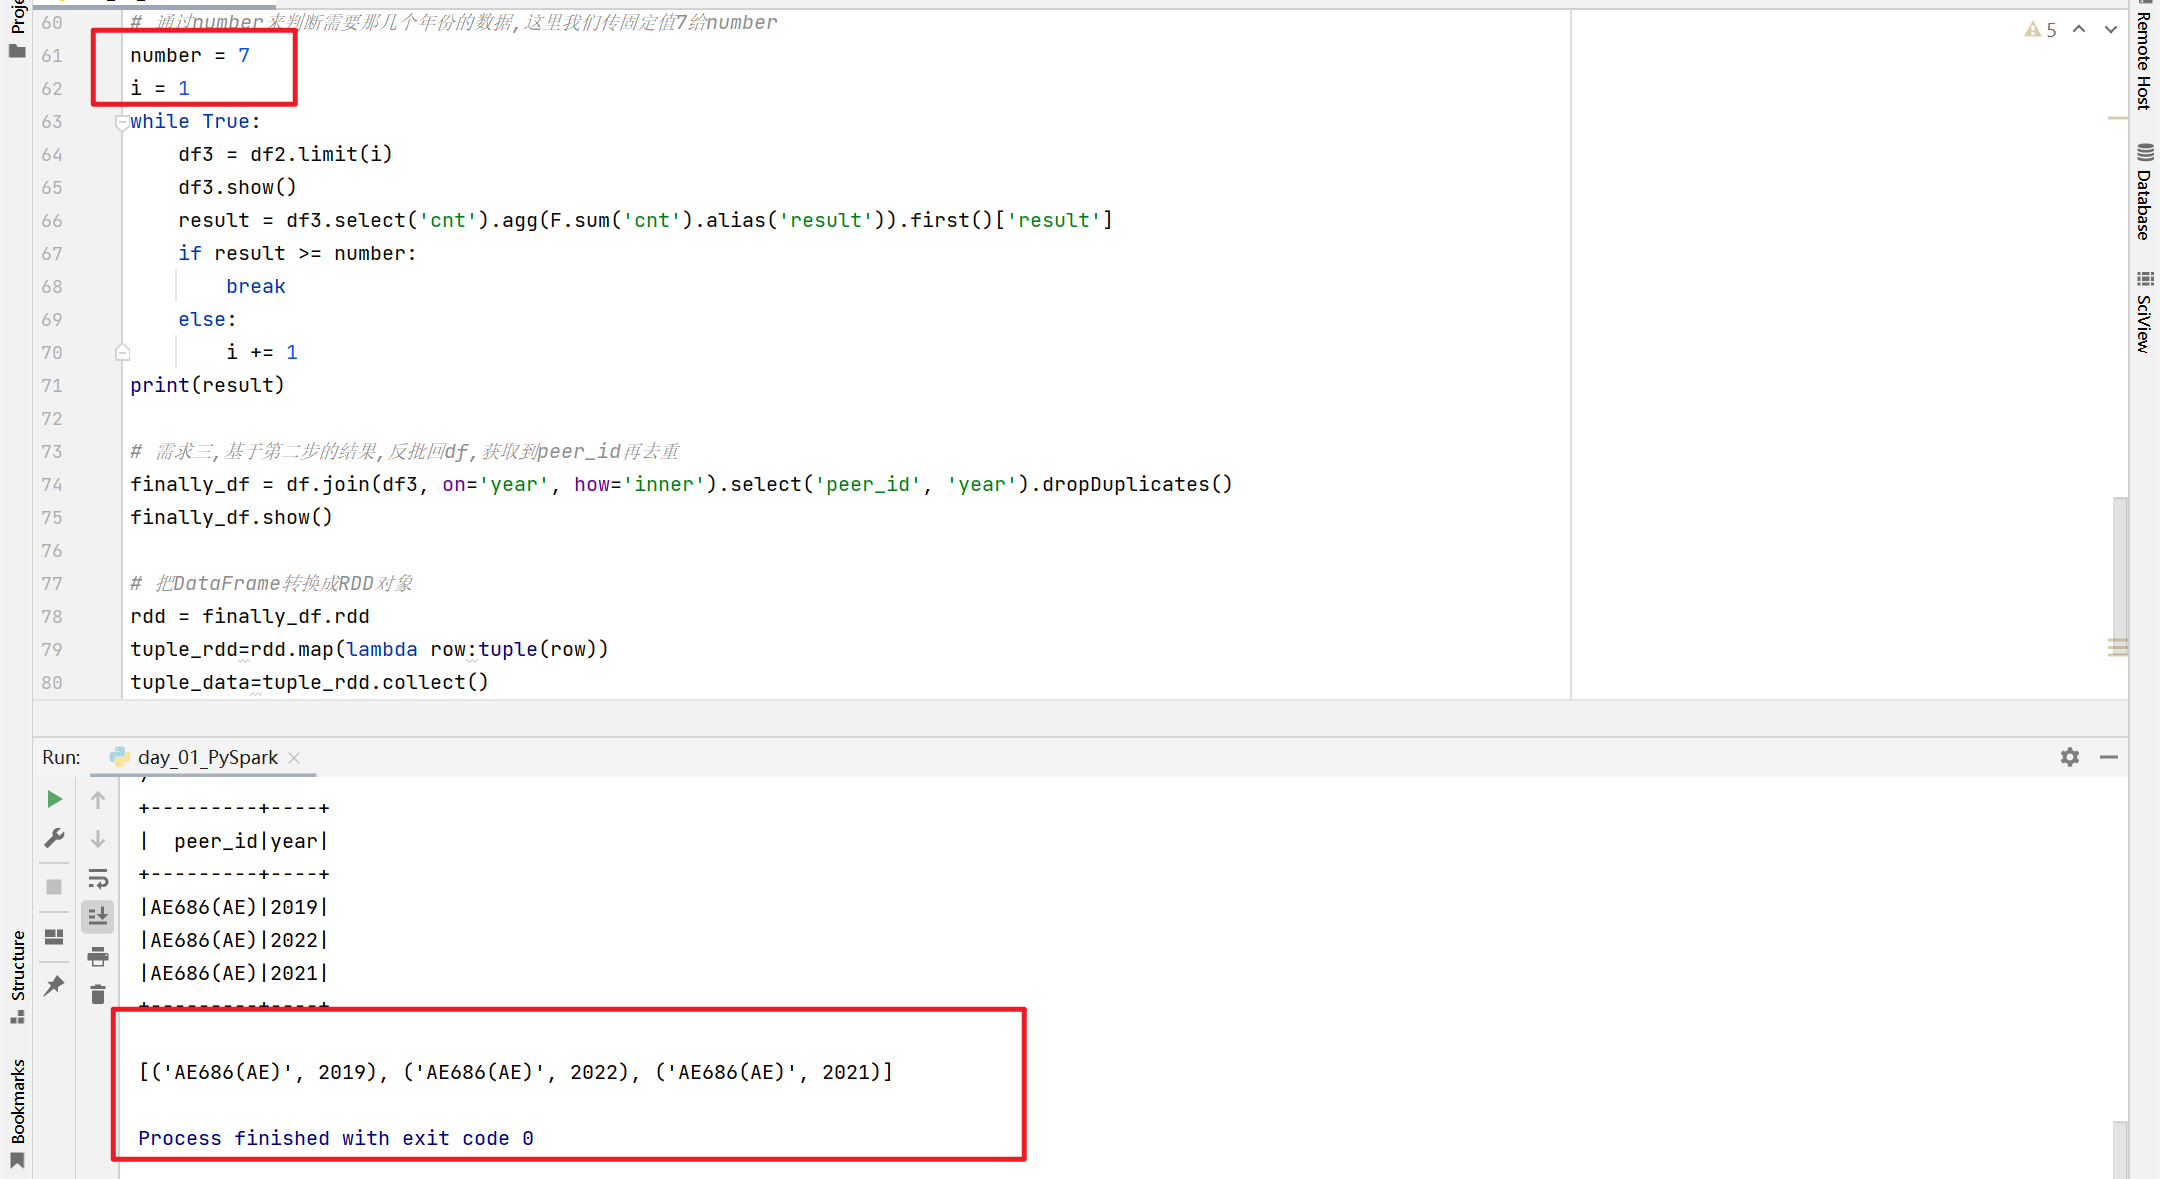 Proje
60 # 通过number来判断需要那几个年份的数据,这里我们传固定值7给number
5
61 number = 7
62 i = 1
63 while True:
64 df3 = df2.limit(i)
65 df3.show()
66 result = df3.select('cnt').agg(F.sum('cnt').alias('result')).first()['result']
67 if result >= number:
68 break
69 else:
70 i += 1
71 print(result)
72
73 # 需求三,基于第二步的结果,反批回df,获取到peer_id再去重
74 finally_df = df.join(df3, on='year', how='inner').select('peer_id', 'year').dropDuplicates()
75 finally_df.show()
76
77 # 把DataFrame转换成RDD对象
78 rdd = finally_df.rdd
79 tuple_rdd=rdd.map(lambda row:tuple(row))
80 tuple_data=tuple_rdd.collect()
Remote Host
Database
SciView
Run: day_01_PySpark
+---------+----+
| peer_id|year|
+---------+----+
|AE686(AE)|2019|
|AE686(AE)|2022|
|AE686(AE)|2021|
+---------+----+
[('AE686(AE)', 2019), ('AE686(AE)', 2022), ('AE686(AE)', 2021)]
Process finished with exit code 0
Structure
Bookmarks